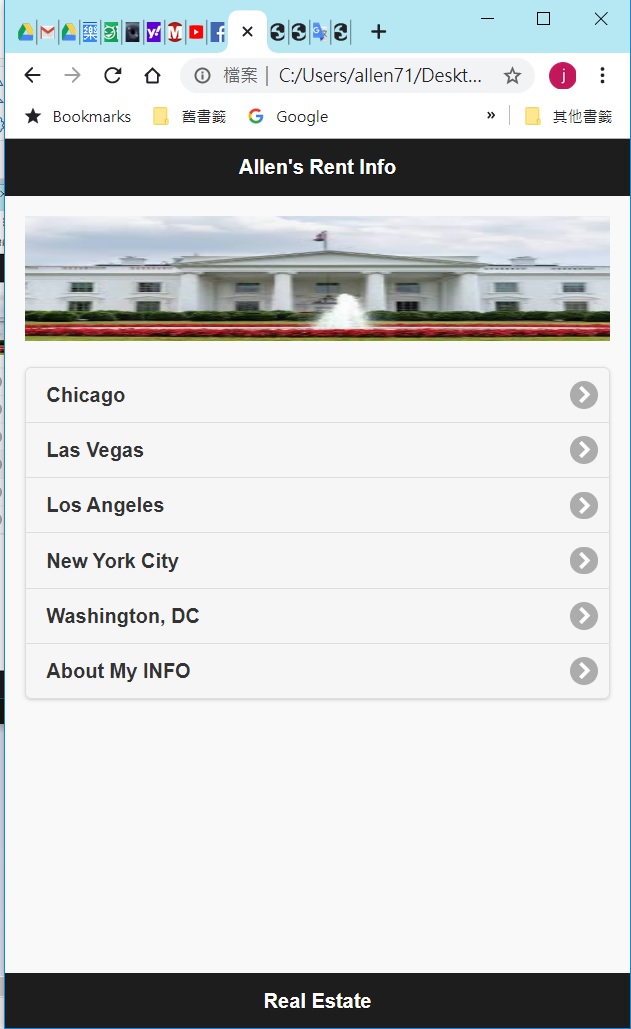 檔案 | C:/Users/allen71/Deskt...
j
Bookmarks 舊書籤 Google » 其他書籤
Allen's Rent Info
Chicago
Las Vegas
Los Angeles
New York City
Washington, DC
About My INFO
Real Estate